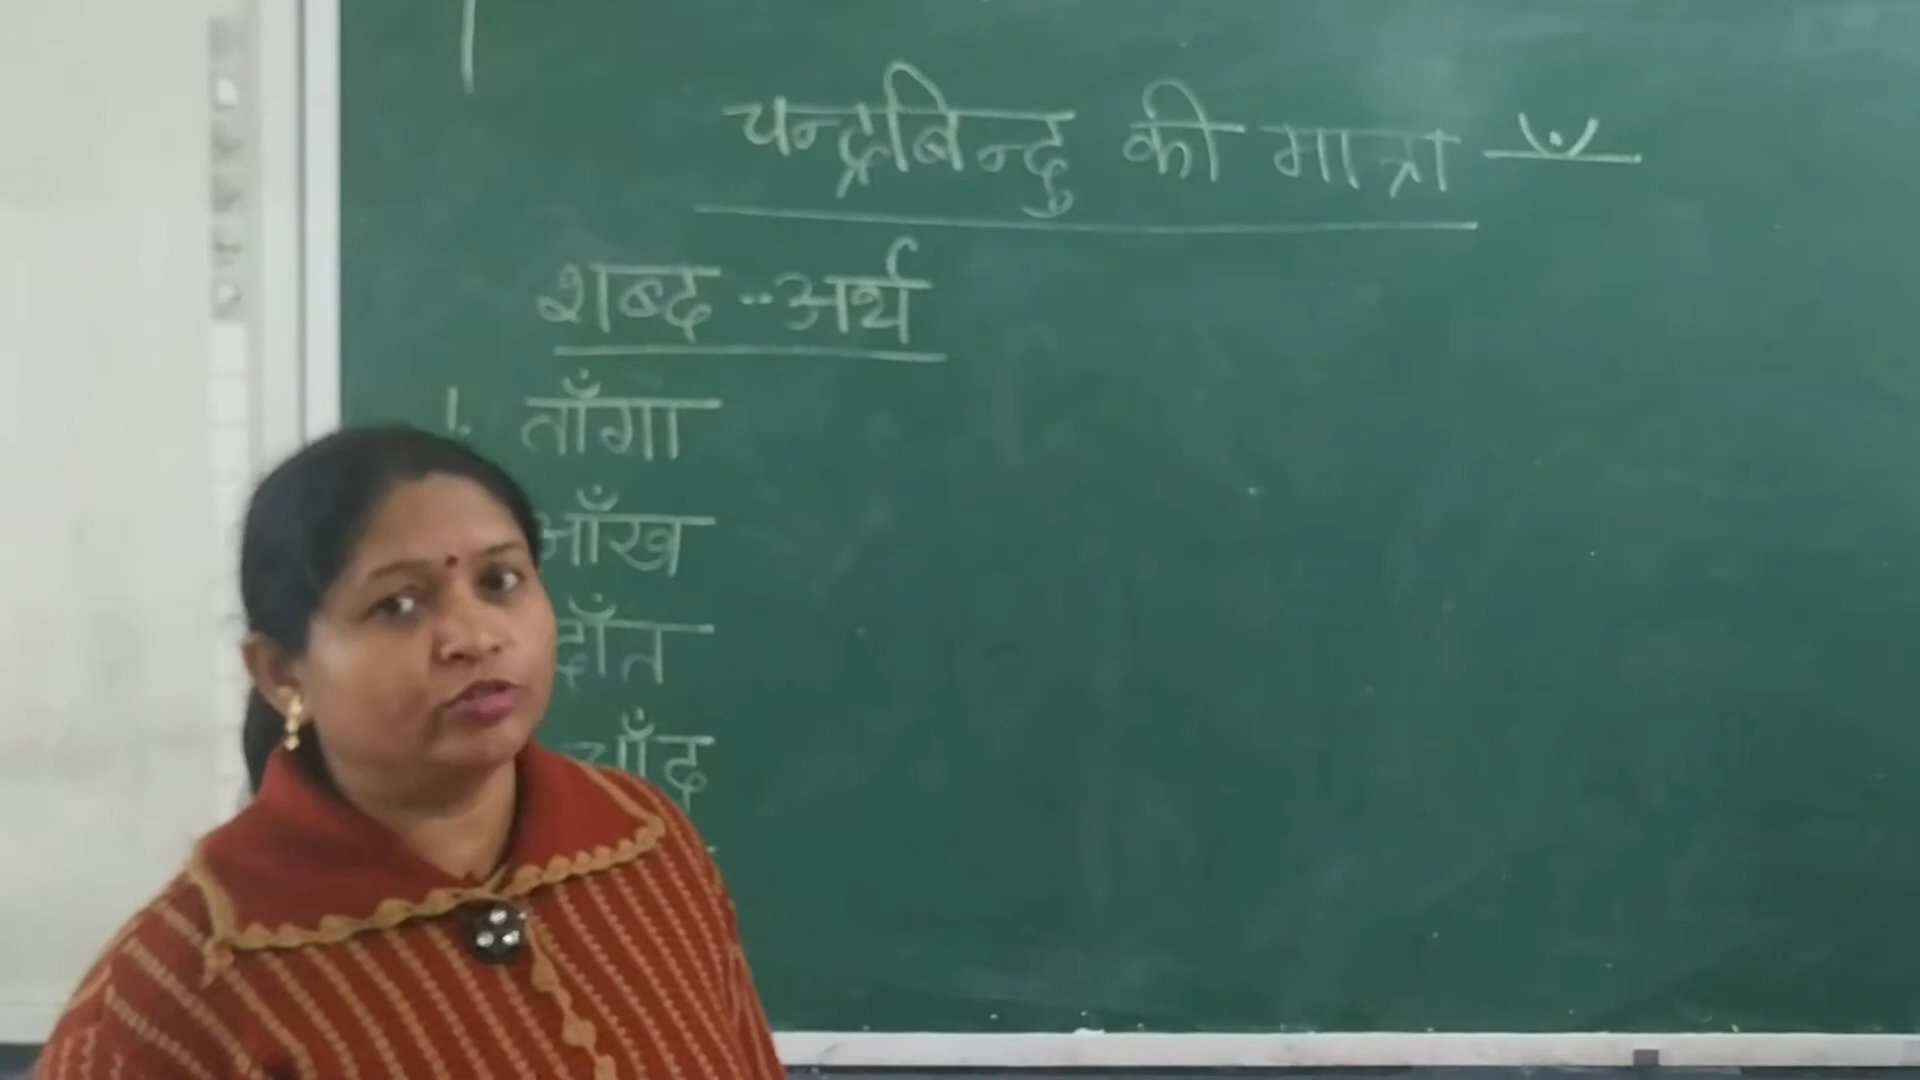 चन्द्रबिन्दु की मात्रा - ँ
शब्द -- अर्थ
1. ताँगा
आँख
दाँत
चाँद